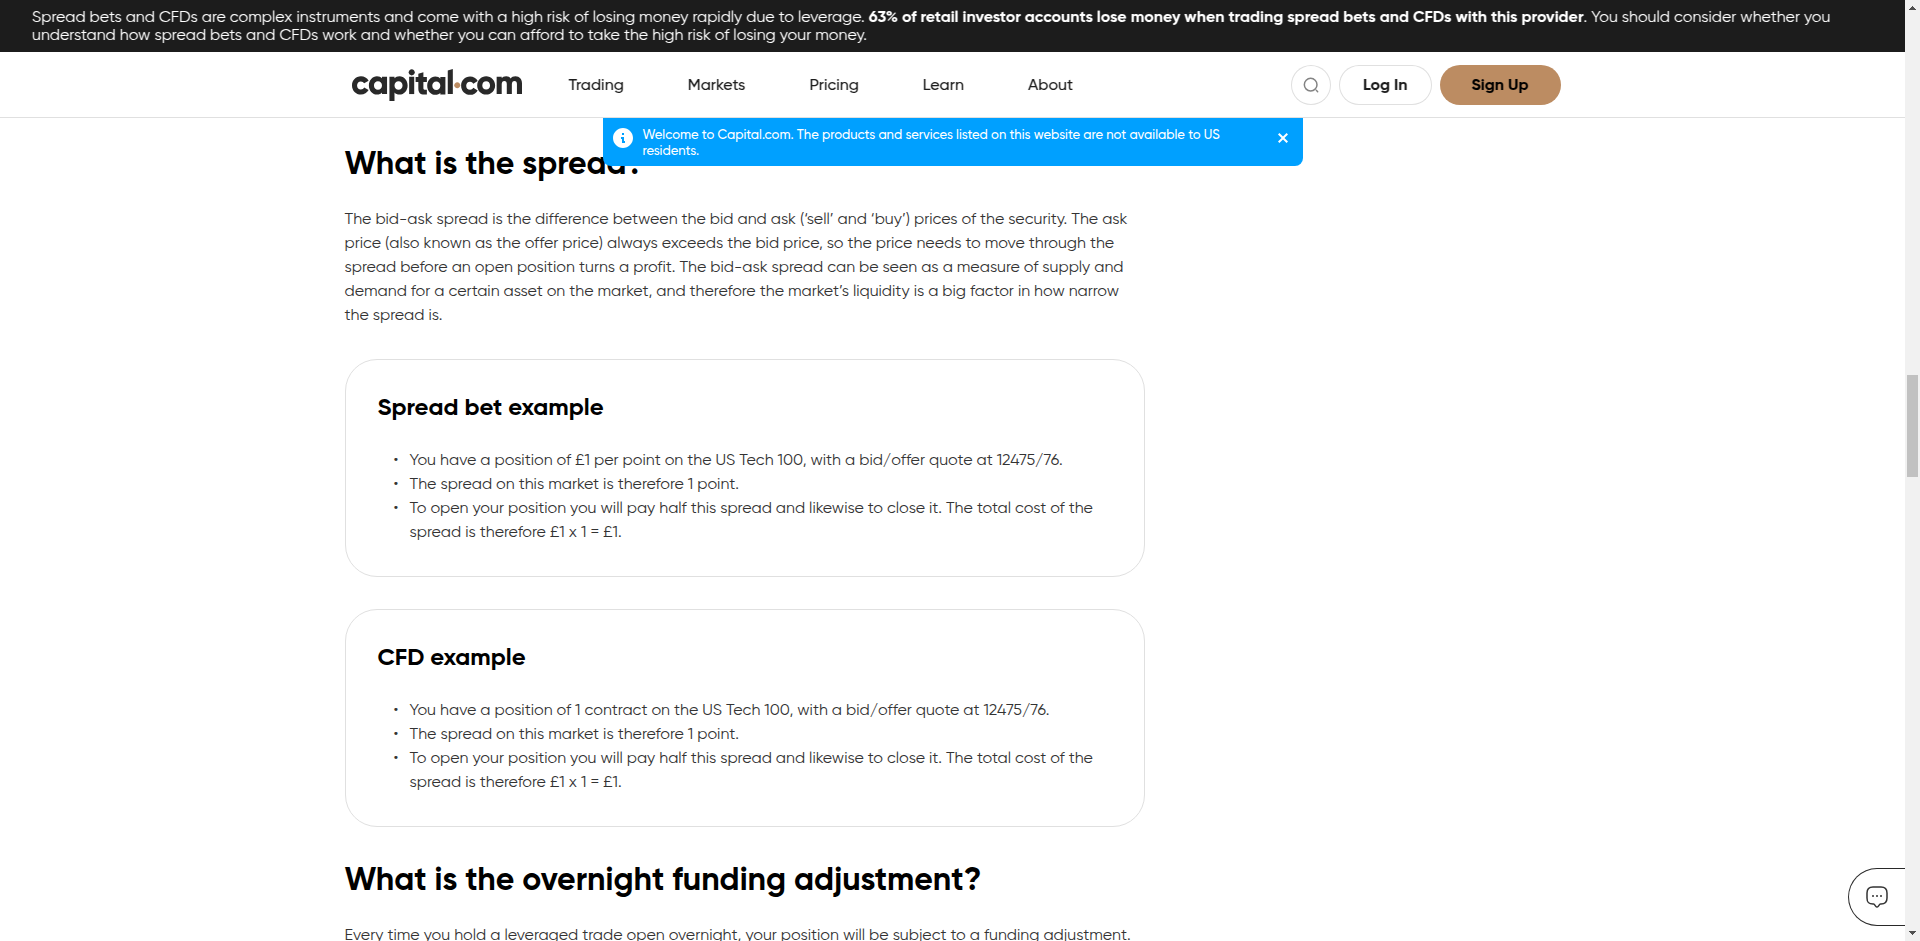 Spread bets and CFDs are complex instruments and come with a high risk of losing money rapidly due to leverage. 63% of retail investor accounts lose money when trading spread bets and CFDs with this provider. You should consider whether you
understand how spread bets and CFDs work and whether you can afford to take the high risk of losing your money.
capital.com Trading Markets Pricing Learn About Log In Sign Up
Welcome to Capital.com. The products and services listed on this website are not available to US
residents.
What is the spread?
The bid-ask spread is the difference between the bid and ask (‘sell’ and ‘buy’) prices of the security. The ask
price (also known as the offer price) always exceeds the bid price, so the price needs to move through the
spread before an open position turns a profit. The bid-ask spread can be seen as a measure of supply and
demand for a certain asset on the market, and therefore the market’s liquidity is a big factor in how narrow
the spread is.
Spread bet example
• You have a position of £1 per point on the US Tech 100, with a bid/offer quote at 12475/76.
• The spread on this market is therefore 1 point.
• To open your position you will pay half this spread and likewise to close it. The total cost of the
spread is therefore £1 x 1 = £1.
CFD example
• You have a position of 1 contract on the US Tech 100, with a bid/offer quote at 12475/76.
• The spread on this market is therefore 1 point.
• To open your position you will pay half this spread and likewise to close it. The total cost of the
spread is therefore £1 x 1 = £1.
What is the overnight funding adjustment?
Every time you hold a leveraged trade open overnight, your position will be subject to a funding adjustment.